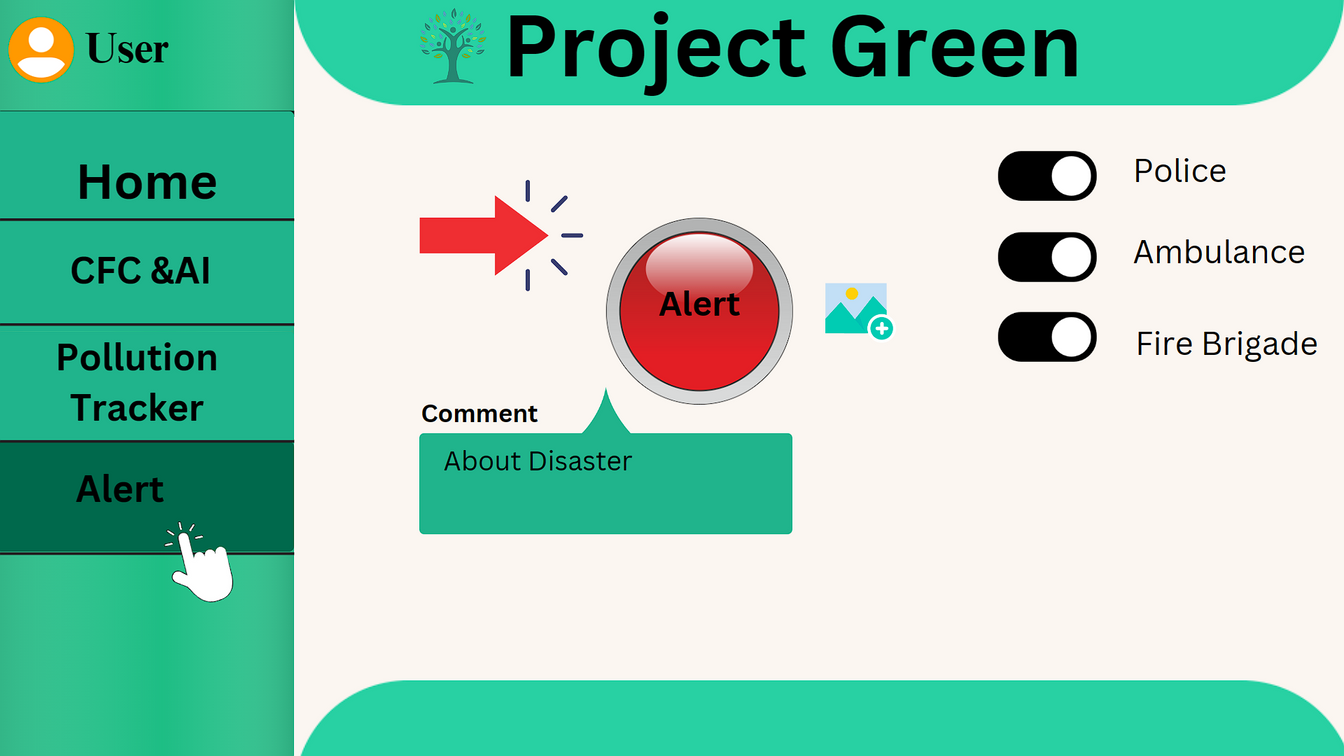 User
Project Green
Home
CFC &AI
Pollution
Tracker
Alert
Alert
Comment
About Disaster
Police
Ambulance
Fire Brigade